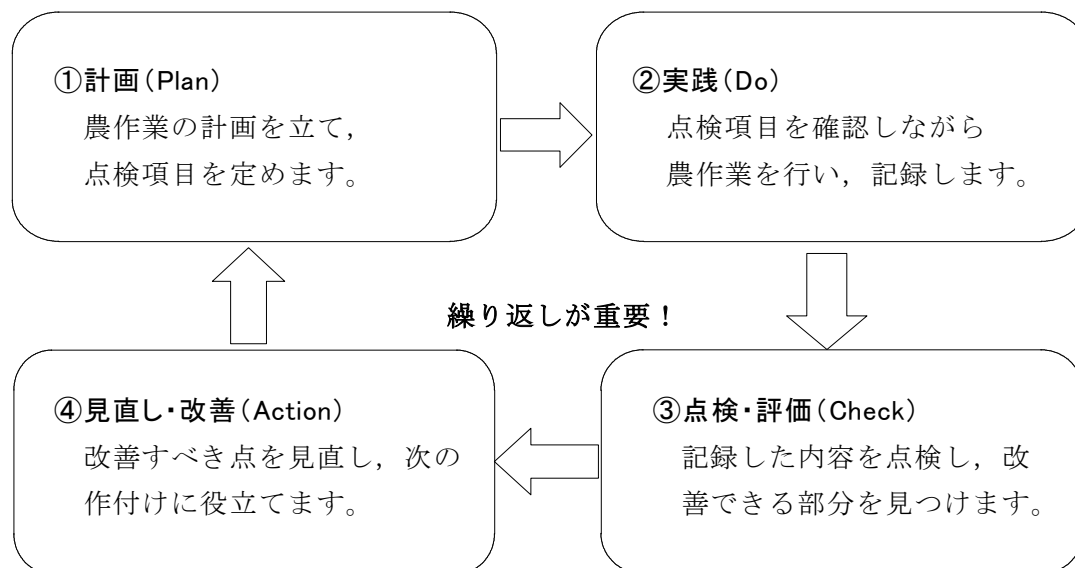 ①計画(Plan)
農作業の計画を立て，
点検項目を定めます。
②実践(Do)
点検項目を確認しながら
農作業を行い，記録します。
繰り返しが重要！
③点検・評価(Check)
記録した内容を点検し，改
善できる部分を見つけます。
④見直し・改善(Action)
改善すべき点を見直し，次の
作付けに役立てます。